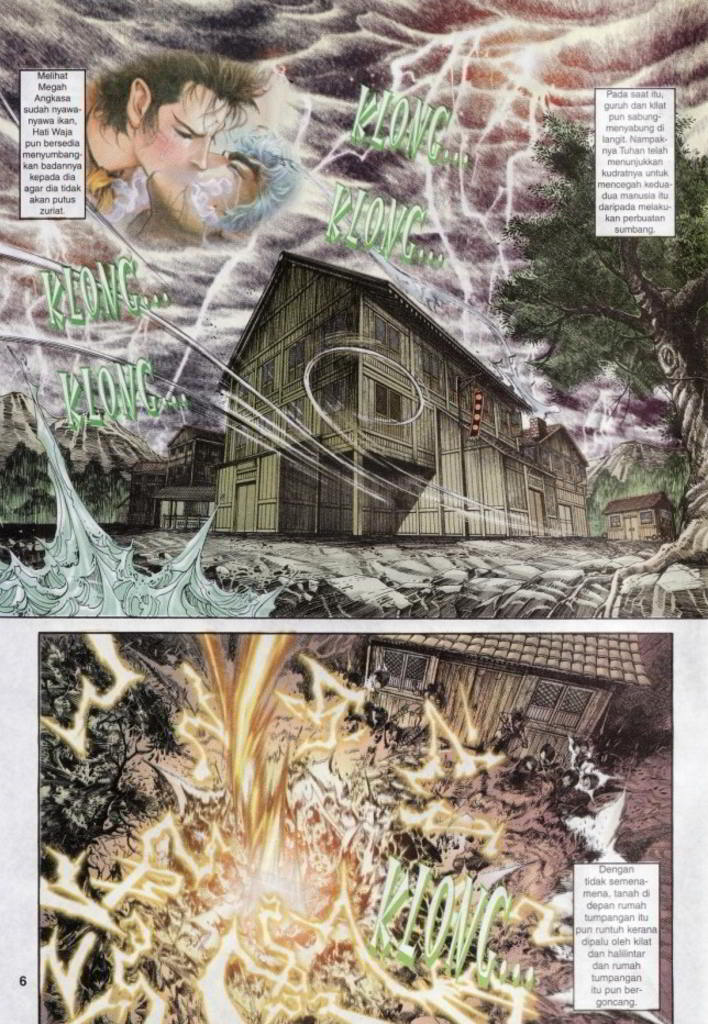 Melihat
Megah
Angkasa
sudah nyawa-
nyawa ikan,
Hati Waja
pun bersedia
menyumbang-
kan badannya
kepada dia
agar dia tidak
akan putus
zuriat.
Pada saat itu,
guruh dan kilat
pun sabung-
menyabung di
langit. Nampak-
nya Tuhan telah
menunjukkan
kudratnya untuk
mencegah kedua-
dua manusia itu
daripada melaku-
kan perbuatan
sumbang.
KLONG...
KLONG...
KLONG...
KLONG...
KLONG...
Dengan
tidak semena-
mena, tanah di
depan rumah
tumpangan itu
pun runtuh kerana
dipalu oleh kilat
dan halilintar
dan rumah
tumpangan
itu pun ber-
goncang.
6